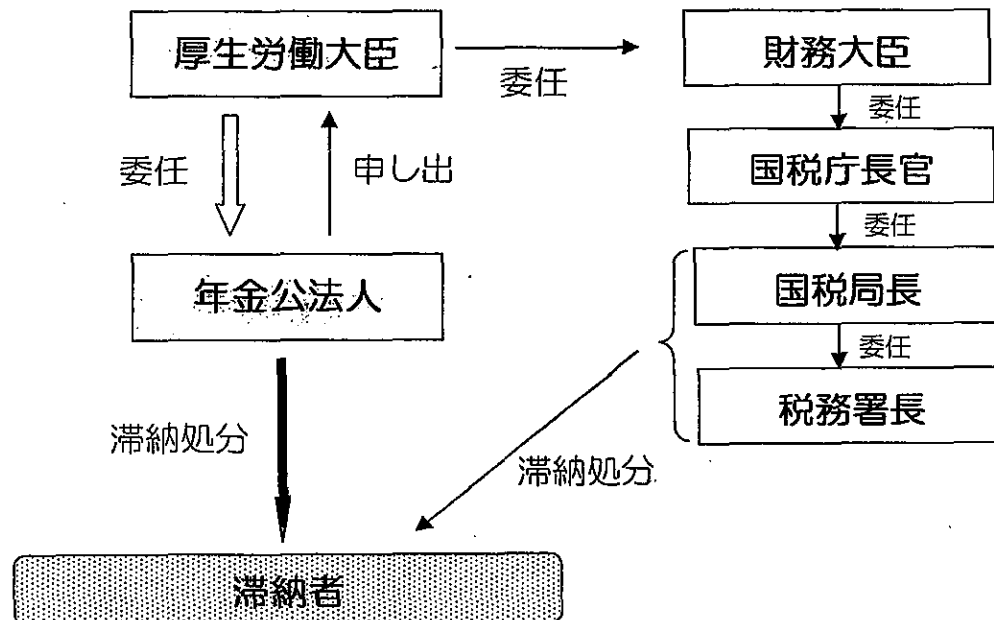 厚生労働大臣
委任
財務大臣
委任
国税庁長官
委任
申し出
委任
年金公法人
国税局長
委任
税務署長
滞納処分
滞納処分
滞納者